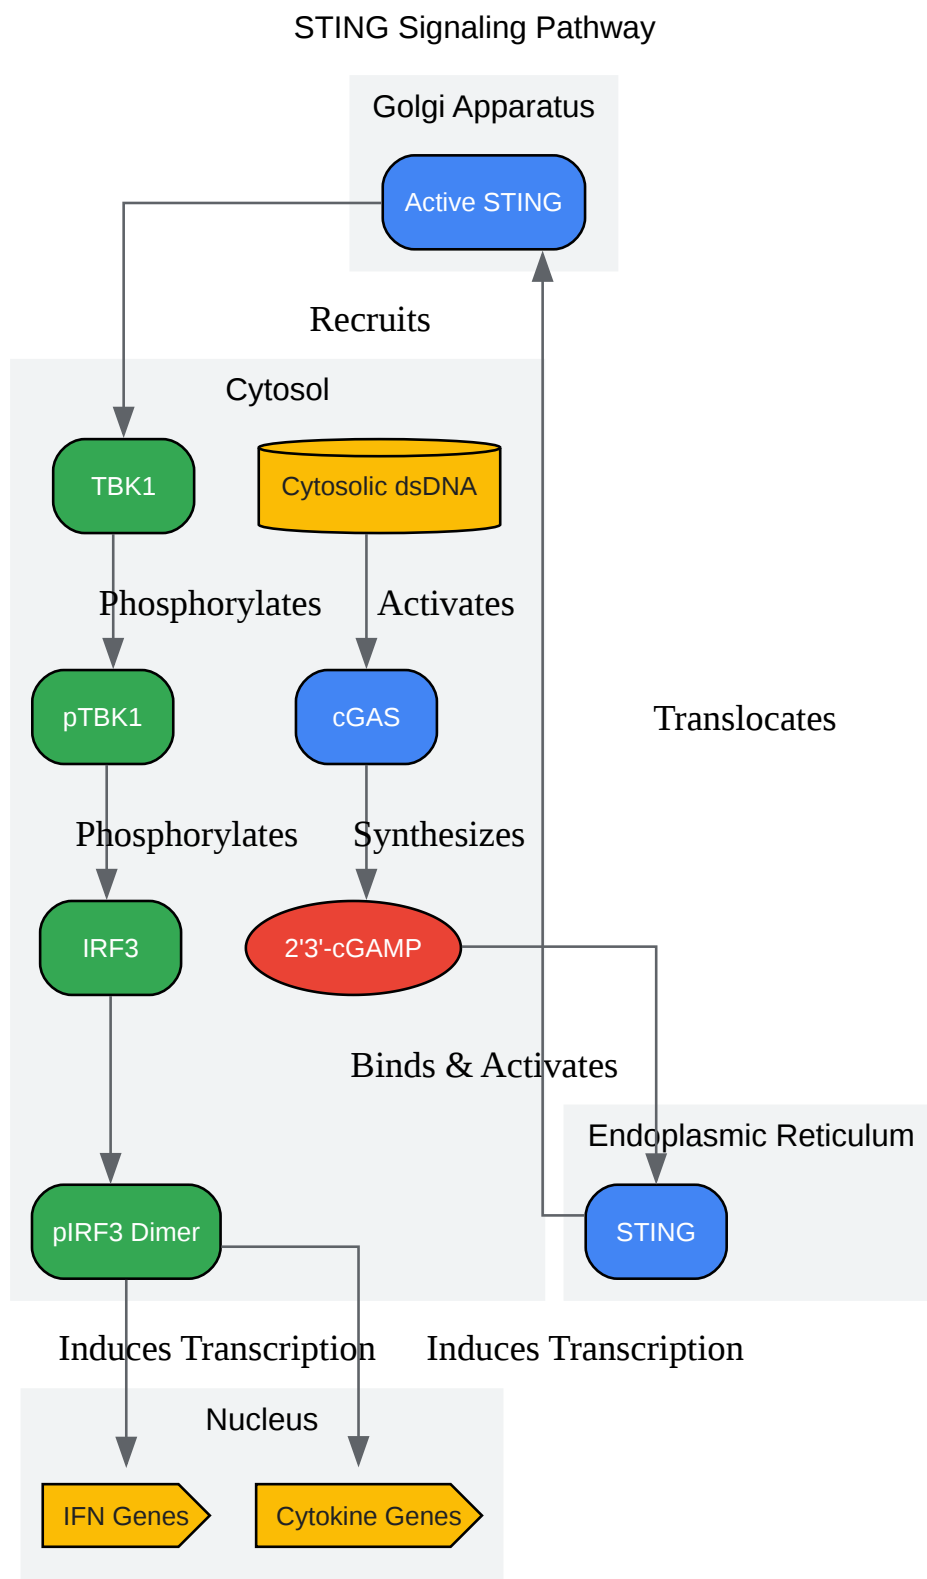 STING Signaling Pathway
Golgi Apparatus
Active STING
Recruits
Cytosol
TBK1
Cytosolic dsDNA
Phosphorylates
Activates
pTBK1
cGAS
Translocates
Phosphorylates
Synthesizes
IRF3
2'3'-cGAMP
Binds & Activates
Endoplasmic Reticulum
pIRF3 Dimer
STING
Induces Transcription
Induces Transcription
Nucleus
IFN Genes
Cytokine Genes